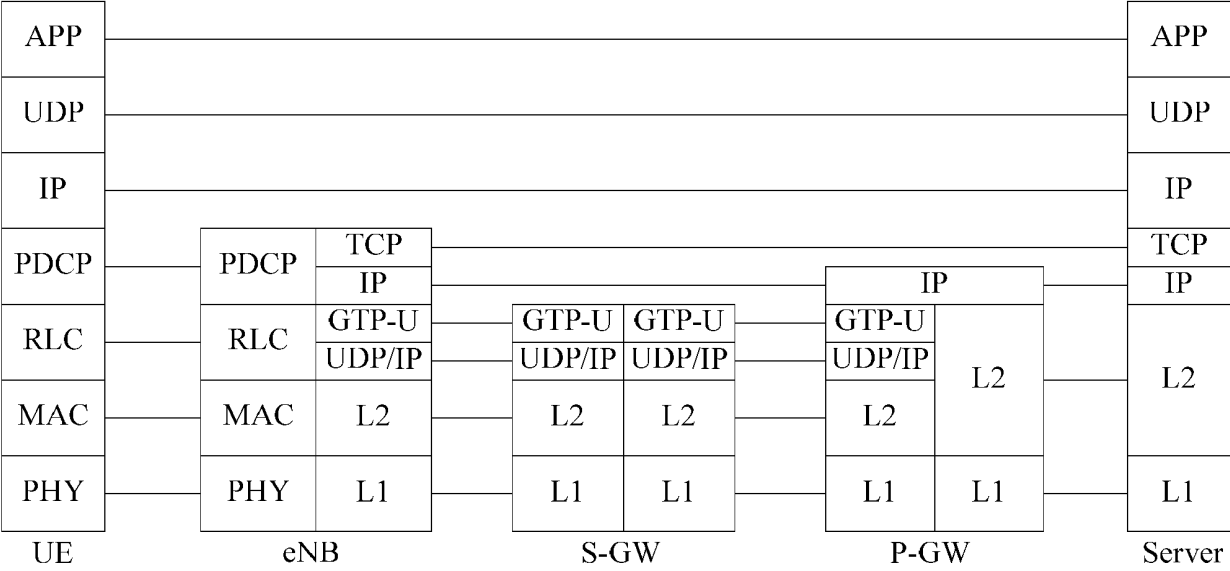 APP APP
UDP UDP
IP IP
PDCP PDCP TCP TCP
IP IP IP
RLC RLC GTP-U GTP-U GTP-U GTP-U L2 L2
UDP/IP UDP/IP UDP/IP UDP/IP
MAC MAC L2 L2 L2 L2
PHY PHY L1 L1 L1 L1 L1 L1
UE eNB S-GW P-GW Server